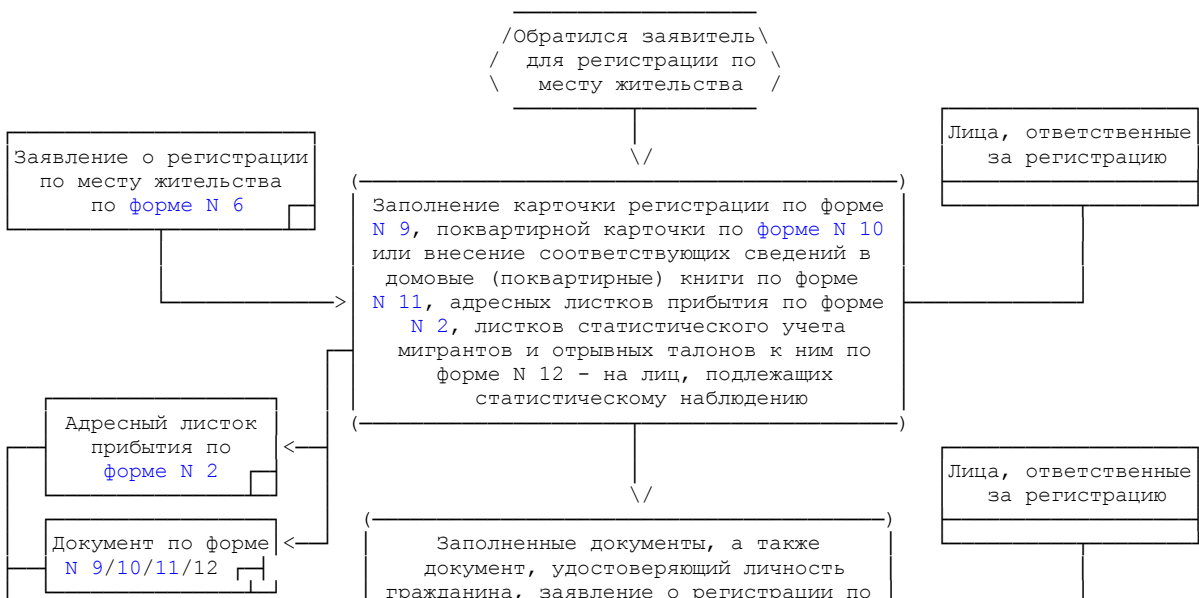 Обратился заявитель
для регистрации по
месту жительства
Лица, ответственные
за регистрацию
Заявление о регистрации
по месту жительства
по форме N 6
Заполнение карточки регистрации по форме
N 9, поквартирной карточки по форме N 10
или внесение соответствующих сведений в
домовые (поквартирные) книги по форме
N 11, адресных листков прибытия по форме
N 2, листков статистического учета
мигрантов и отрывных талонов к ним по
форме N 12 - на лиц, подлежащих
статистическому наблюдению
Адресный листок
прибытия по
форме N 2
Лица, ответственные
за регистрацию
Документ по форме
N 9/10/11/12
Заполненные документы, а также
документ, удостоверяющий личность
гражданина, заявление о регистрации по